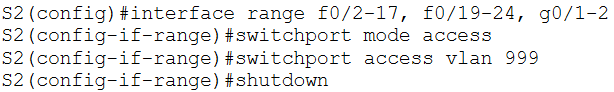 S2(config)#interface range f0/2-17, f0/19-24, g0/1-2
S2(config-if-range)#switchport mode access
S2(config-if-range)#switchport access vlan 999
S2(config-if-range)#shutdown